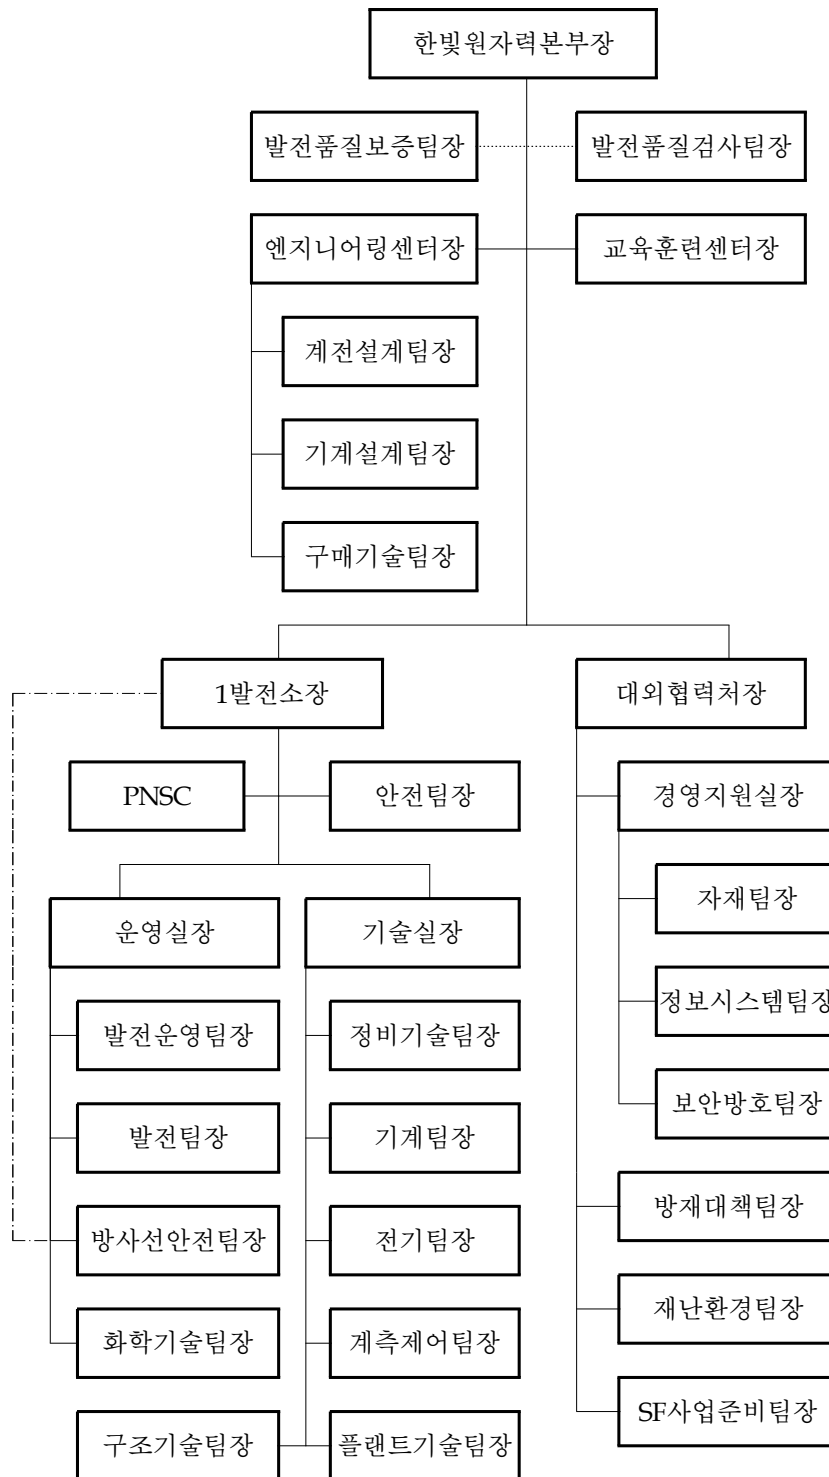 한빛원자력본부장
발전품질보증팀장
발전품질검사팀장
엔지니어링센터장
교육훈련센터장
계전설계팀장
기계설계팀장
구매기술팀장
1발전소장
대외협력처장
PNSC
안전팀장
경영지원실장
자재팀장
운영실장
기술실장
정보시스템팀장
발전운영팀장
정비기술팀장
보안방호팀장
발전팀장
기계팀장
방재대책팀장
방사선안전팀장
전기팀장
재난환경팀장
화학기술팀장
계측제어팀장
SF사업준비팀장
구조기술팀장
플랜트기술팀장